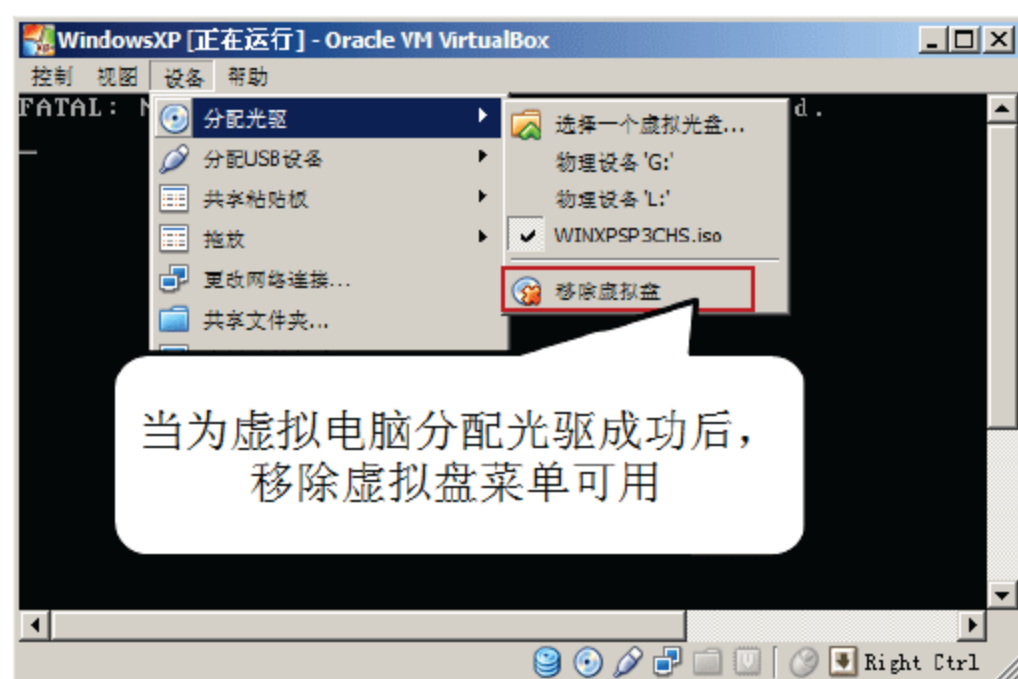 WindowsXP [正在运行] - Oracle VM VirtualBox
控制 视图 设备 帮助
FATAL: d.
分配光驱
分配USB设备
共享粘贴板
拖放
更改网络连接...
共享文件夹...
选择一个虚拟光盘...
物理设备 'G:'
物理设备 'L:'
WINXPSP3CHS.iso
移除虚拟盘
当为虚拟电脑分配光驱成功后，
移除虚拟盘菜单可用
Right Ctrl